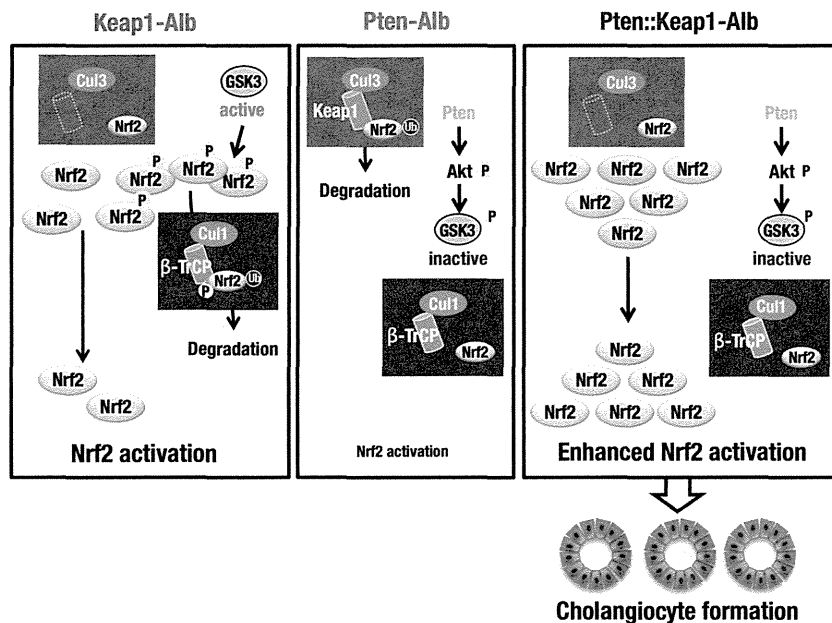 Keap1-Alb
Cul3
Nrf2
GSK3
active
Nrf2
P
Nrf2
P
Nrf2
P
Nrf2
Nrf2
P
Nrf2
Cul1
β-TrCP
P
Nrf2
Ub
Degradation
Nrf2
Nrf2
Nrf2 activation
Pten-Alb
Cul3
Keap1
Nrf2
Ub
Degradation
Pten
Akt P
GSK3
P
inactive
Cul1
β-TrCP
Nrf2
Nrf2 activation
Pten::Keap1-Alb
Cul3
Nrf2
Pten
Akt P
GSK3
P
inactive
Nrf2 Nrf2 Nrf2
Nrf2 Nrf2
Nrf2
Cul1
β-TrCP
Nrf2
Nrf2
Nrf2 Nrf2
Nrf2 Nrf2 Nrf2
Enhanced Nrf2 activation
Cholangiocyte formation